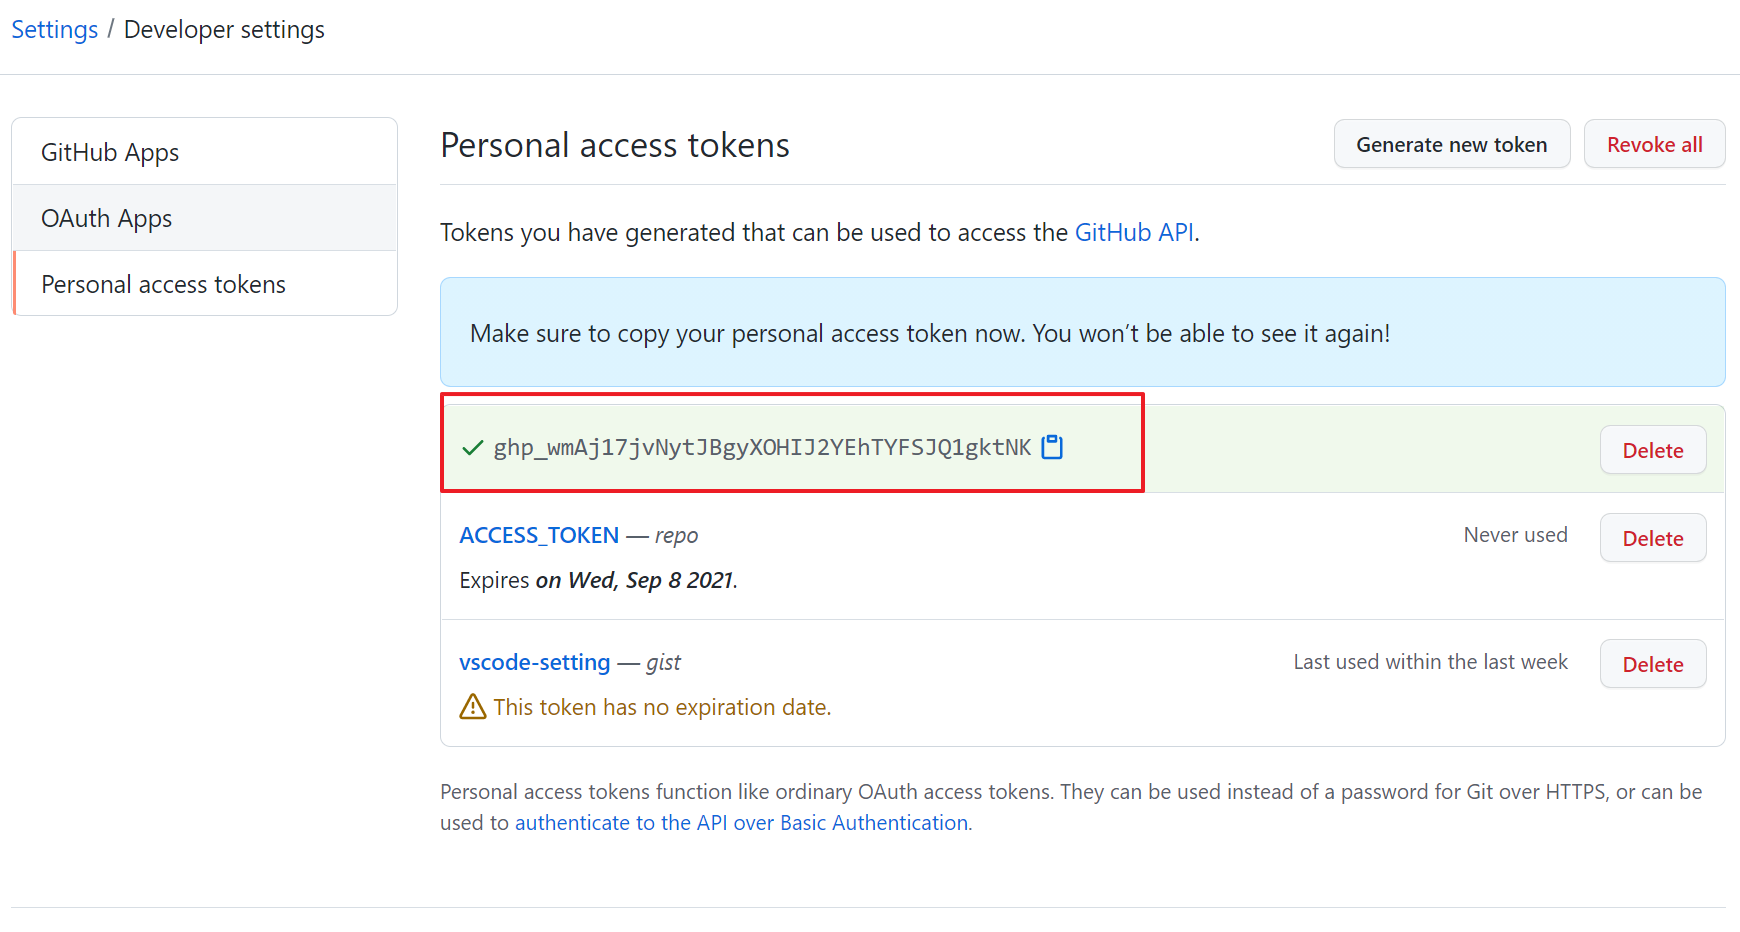 Settings / Developer settings
GitHub Apps
OAuth Apps
Personal access tokens
Personal access tokens
Generate new token
Revoke all
Tokens you have generated that can be used to access the GitHub API.
Make sure to copy your personal access token now. You won’t be able to see it again!
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
Delete
ACCESS_TOKEN — repo
Never used
Delete
Expires on Wed, Sep 8 2021.
vscode-setting — gist
Last used within the last week
Delete
This token has no expiration date.
Personal access tokens function like ordinary OAuth access tokens. They can be used instead of a password for Git over HTTPS, or can be
used to authenticate to the API over Basic Authentication.